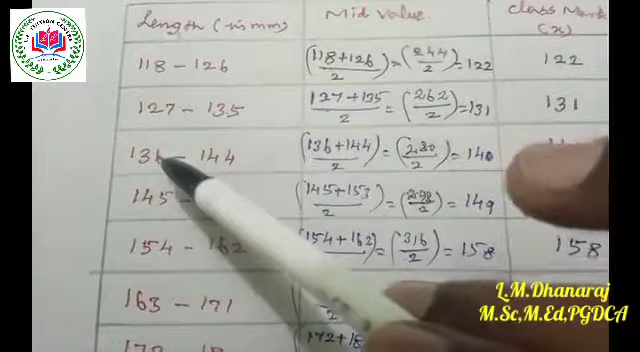 Length (in mm) Mid value class Mark (x)
118 - 126 (118+126)/2 = (244/2) = 122 122
127 - 135 127+135/2 = (262/2) = 131 131
136 - 144 (136+144)/2 = (280/2) = 140
145 - (145+153)/2 = (298/2) = 149
154 - 162 (154+162) = (316/2) = 158 158
163 - 171 2
172+18
L.M.Dhanaraj
M.Sc,M.Ed,PGDCA